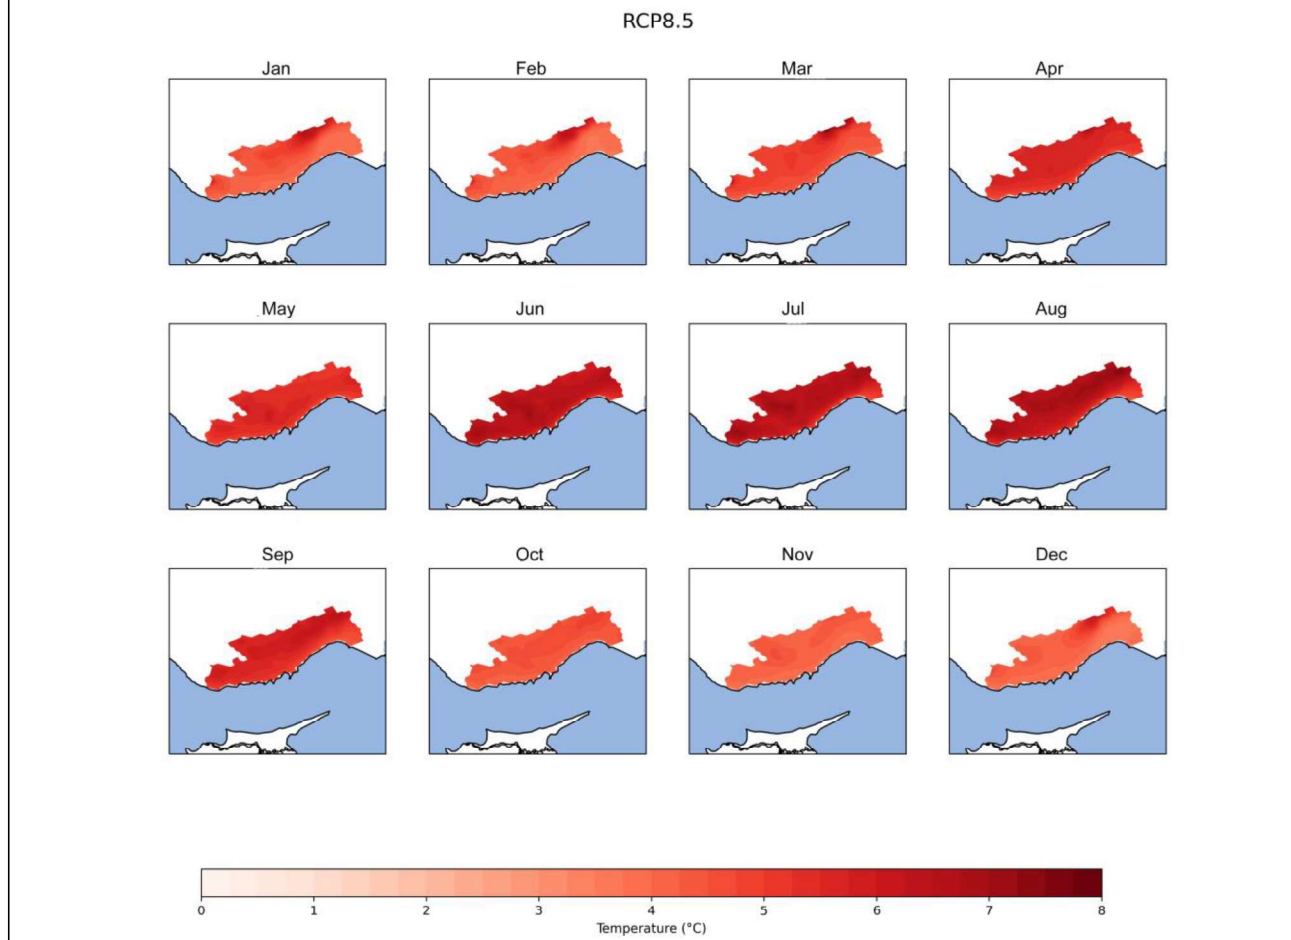 RCP8.5
Jan Feb Mar Apr
May Jun Jul Aug
Sep Oct Nov Dec
0 1 2 3 4 5 6 7 8
Temperature (°C)